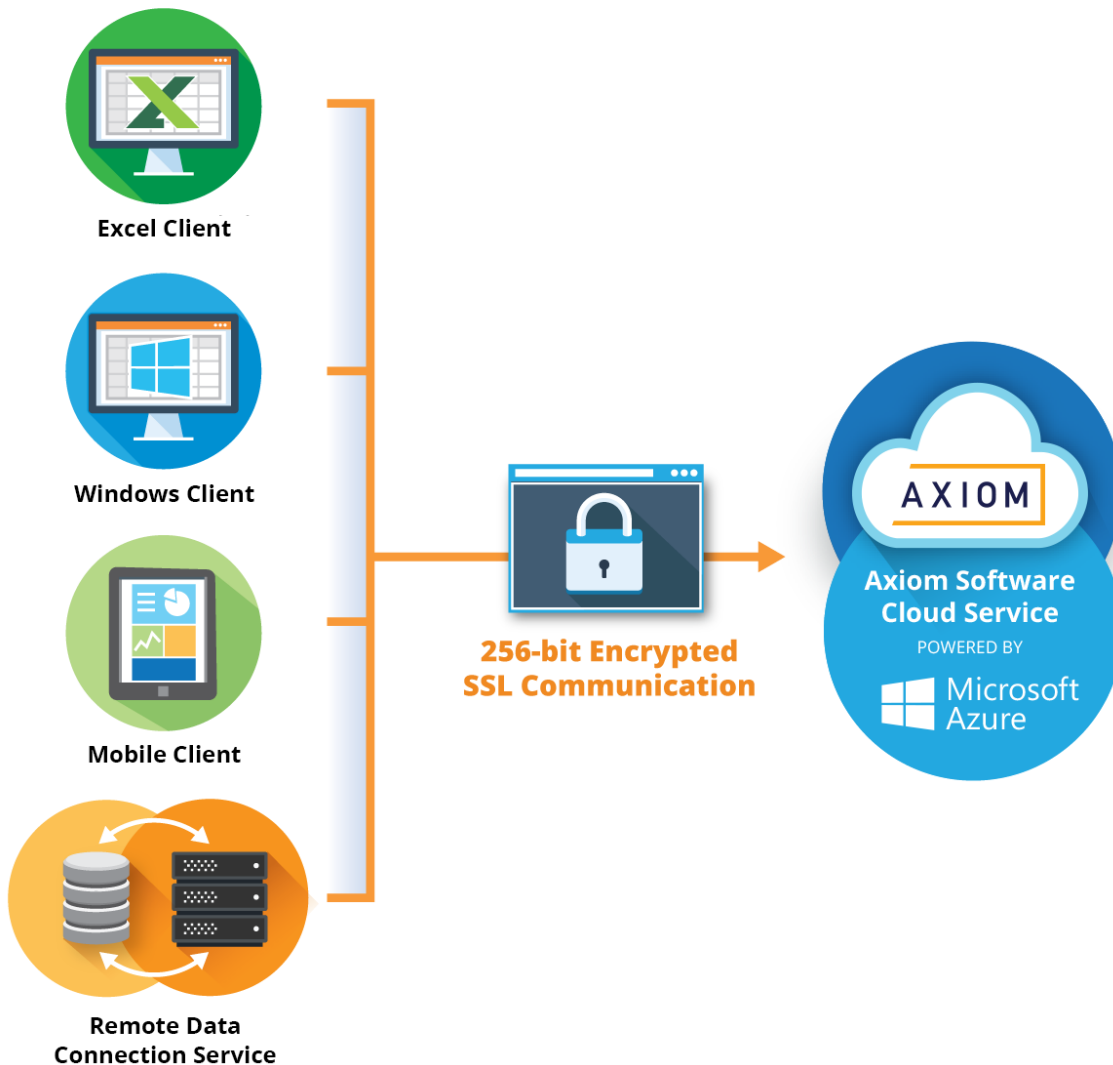 Excel Client
Windows Client
Mobile Client
Remote Data
Connection Service
256-bit Encrypted
SSL Communication
AXIOM
Axiom Software
Cloud Service
POWERED BY
Microsoft
Azure